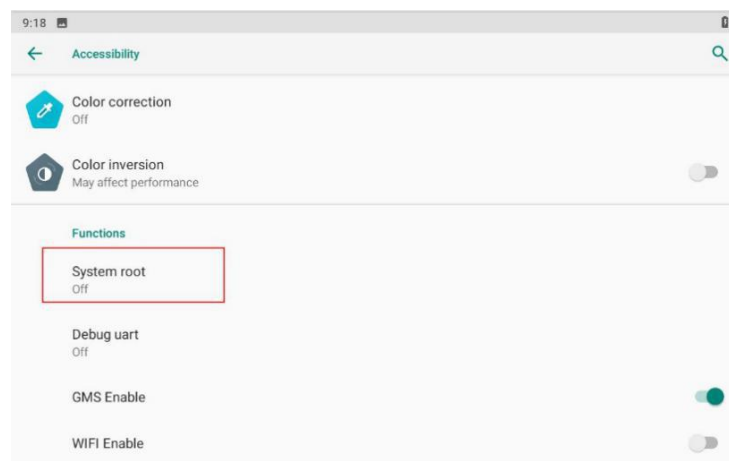 9:18
Accessibility
Color correction
Off
Color inversion
May affect performance
Functions
System root
Off
Debug uart
Off
GMS Enable
WIFI Enable